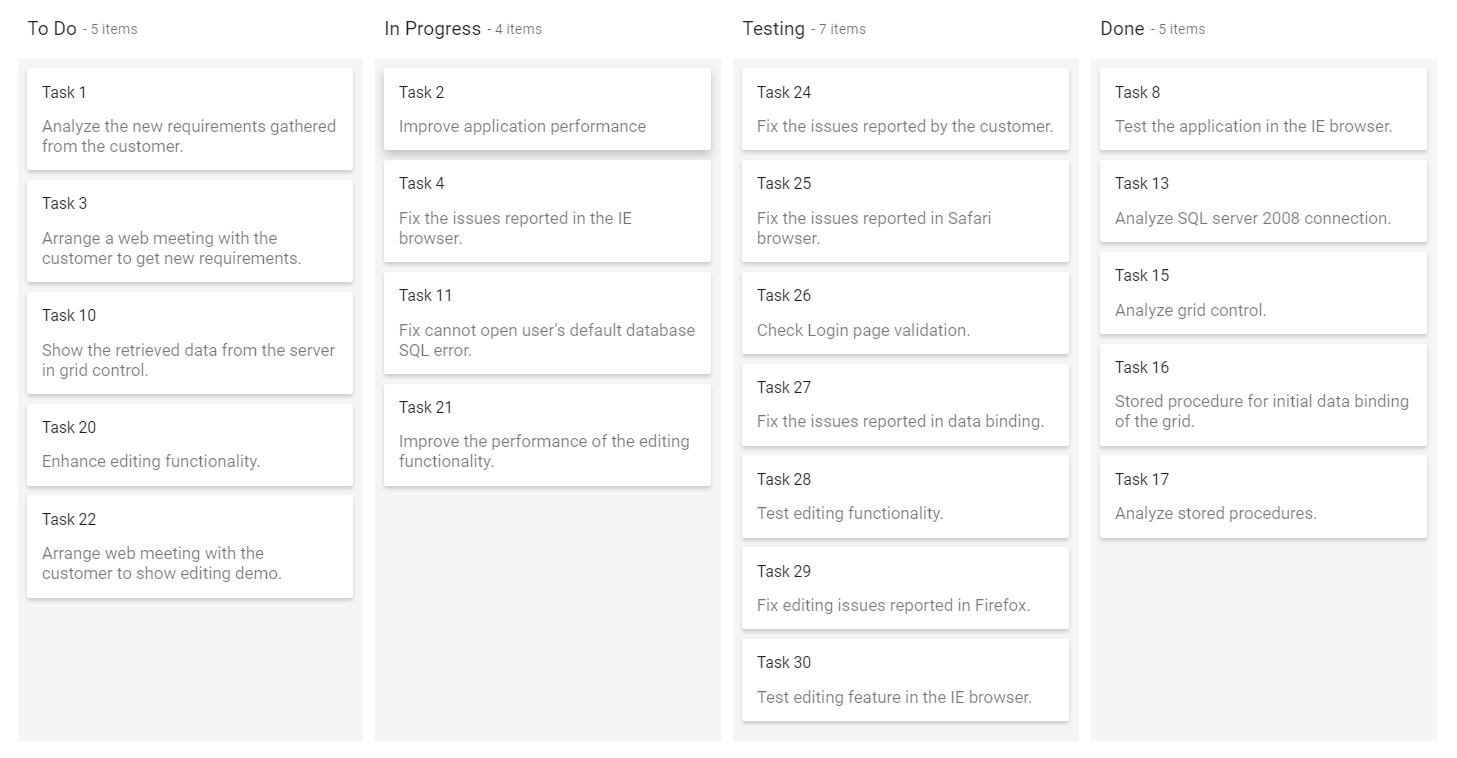 To Do - 5 items
Task 1
Analyze the new requirements gathered
from the customer.
Task 3
Arrange a web meeting with the
customer to get new requirements.
Task 10
Show the retrieved data from the server
in grid control.
Task 20
Enhance editing functionality.
Task 22
Arrange web meeting with the
customer to show editing demo.
In Progress - 4 items
Task 2
Improve application performance
Task 4
Fix the issues reported in the IE
browser.
Task 11
Fix cannot open user’s default database
SQL error.
Task 21
Improve the performance of the editing
functionality.
Testing - 7 items
Task 24
Fix the issues reported by the customer.
Task 25
Fix the issues reported in Safari
browser.
Task 26
Check Login page validation.
Task 27
Fix the issues reported in data binding.
Task 28
Test editing functionality.
Task 29
Fix editing issues reported in Firefox.
Task 30
Test editing feature in the IE browser.
Done - 5 items
Task 8
Test the application in the IE browser.
Task 13
Analyze SQL server 2008 connection.
Task 15
Analyze grid control.
Task 16
Stored procedure for initial data binding
of the grid.
Task 17
Analyze stored procedures.